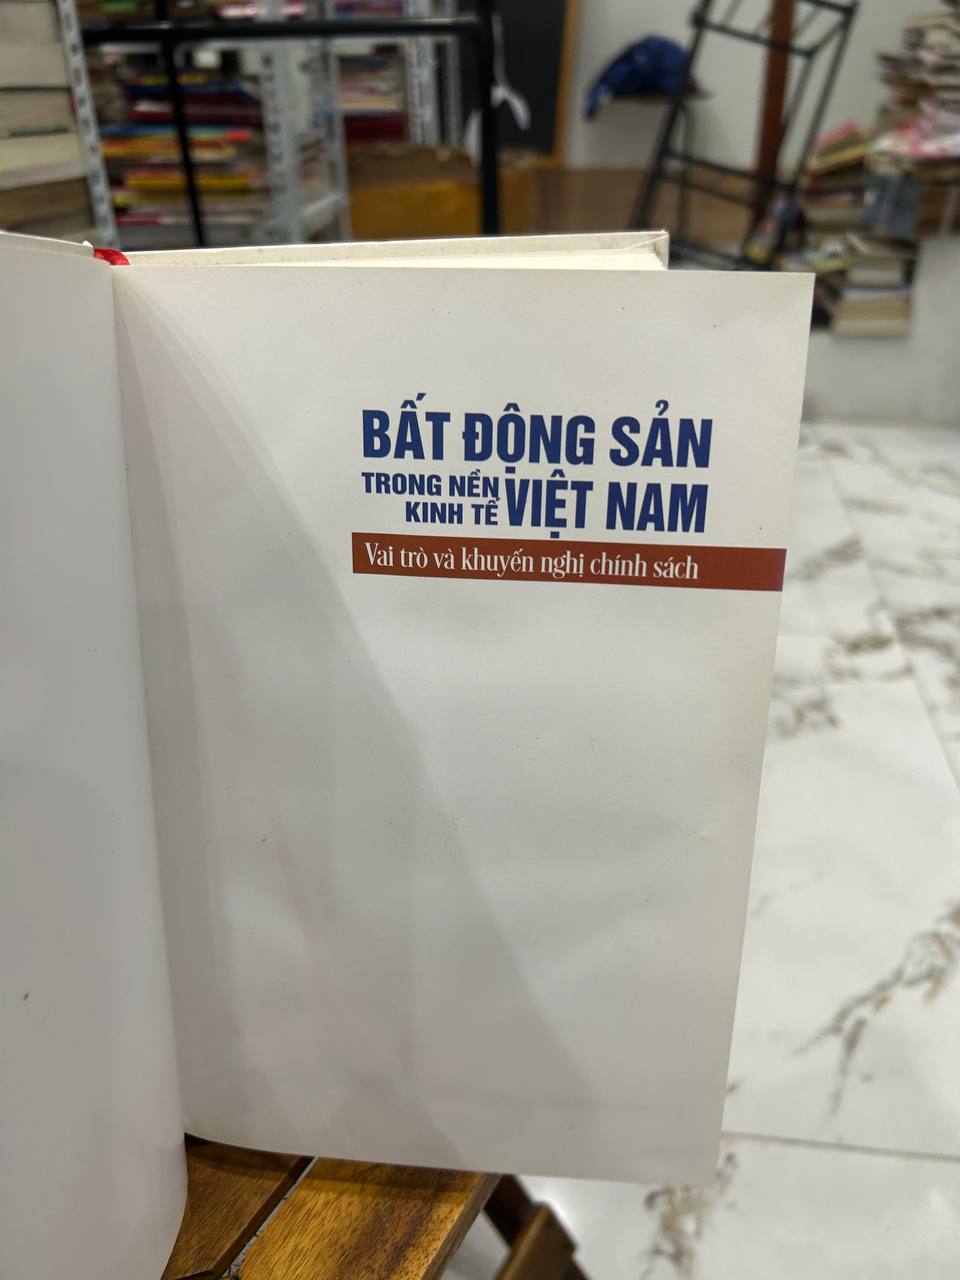 BẤT ĐỘNG SẢN
TRONG NỀN
KINH TẾ
VIỆT NAM
Vai trò và khuyến nghị chính sách